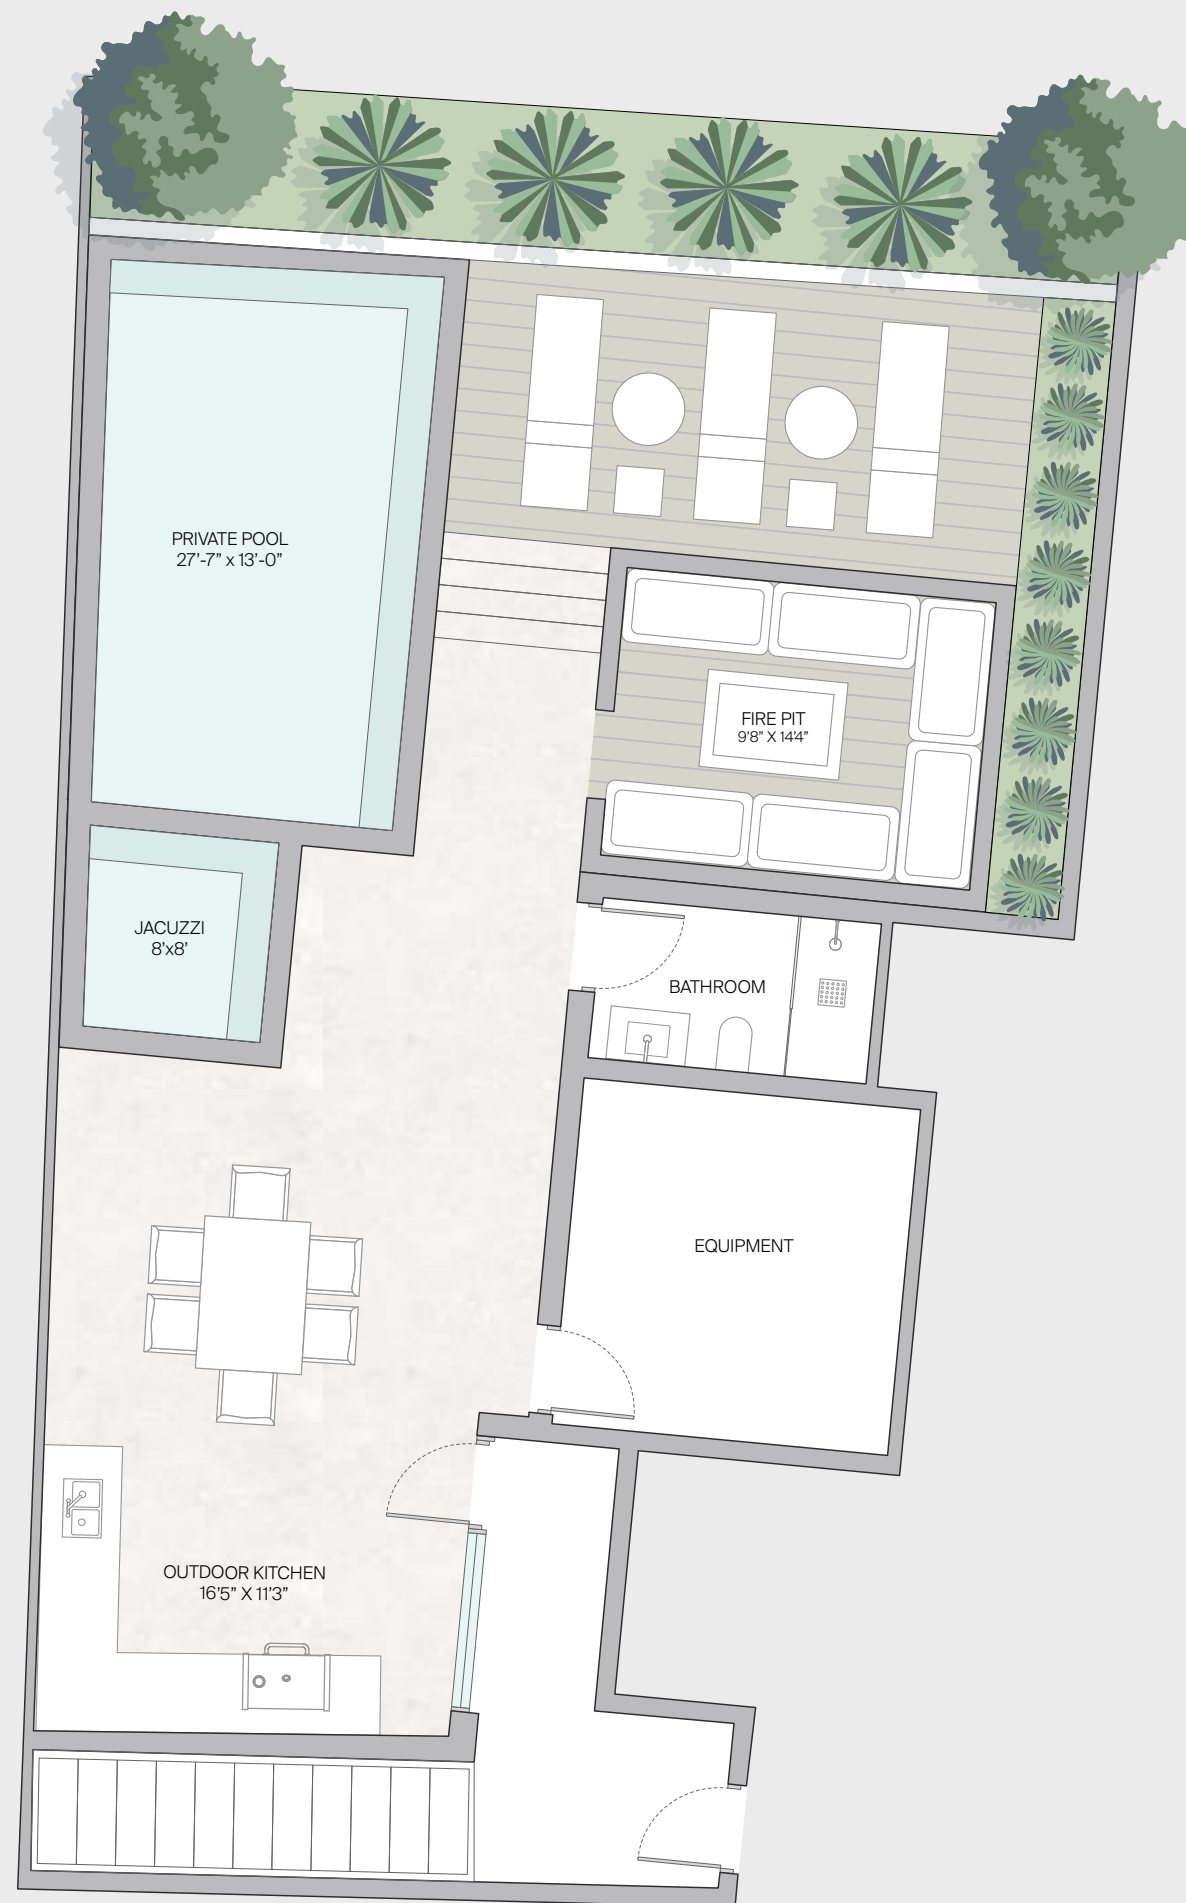 PRIVATE POOL
27’-7” x 13’-0”
FIRE PIT
9’8” X 14’4”
JACUZZI
8’x8’
BATHROOM
EQUIPMENT
OUTDOOR KITCHEN
16’5” X 11’3”